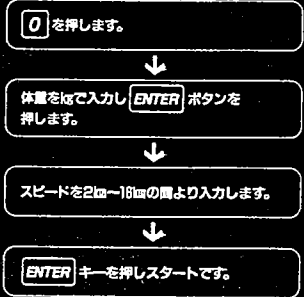 0 を押します。
体重をkgで入力し ENTER ボタンを
押します。
スピードを2km〜16kmの間より入力します。
ENTER キーを押しスタートです。